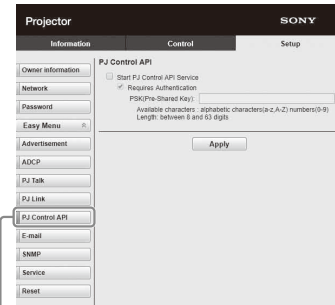 Projector
SONY
Information
Control
Setup
Owner information
Network
Password
Easy Menu
Advertisement
ADCP
PJ Talk
PJ Link
PJ Control API
E-mail
SNMP
Service
Reset
PJ Control API
Start PJ Control API Service
Requires Authentication
PSK(Pre-Shared Key):
Available characters : alphabetic characters(a-z,A-Z) numbers(0-9)
Length: between 8 and 63 digits
Apply